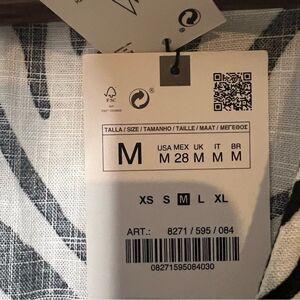 FSC
TALLA / SIZE / TAMANHO / TAILLE / MAAT / ΜΕΓΕΘΟΣ
M
USA MEX UK IT BR
M 28 M M M
XS S M L XL
ART.: 8271 / 595 / 084
08271595084030